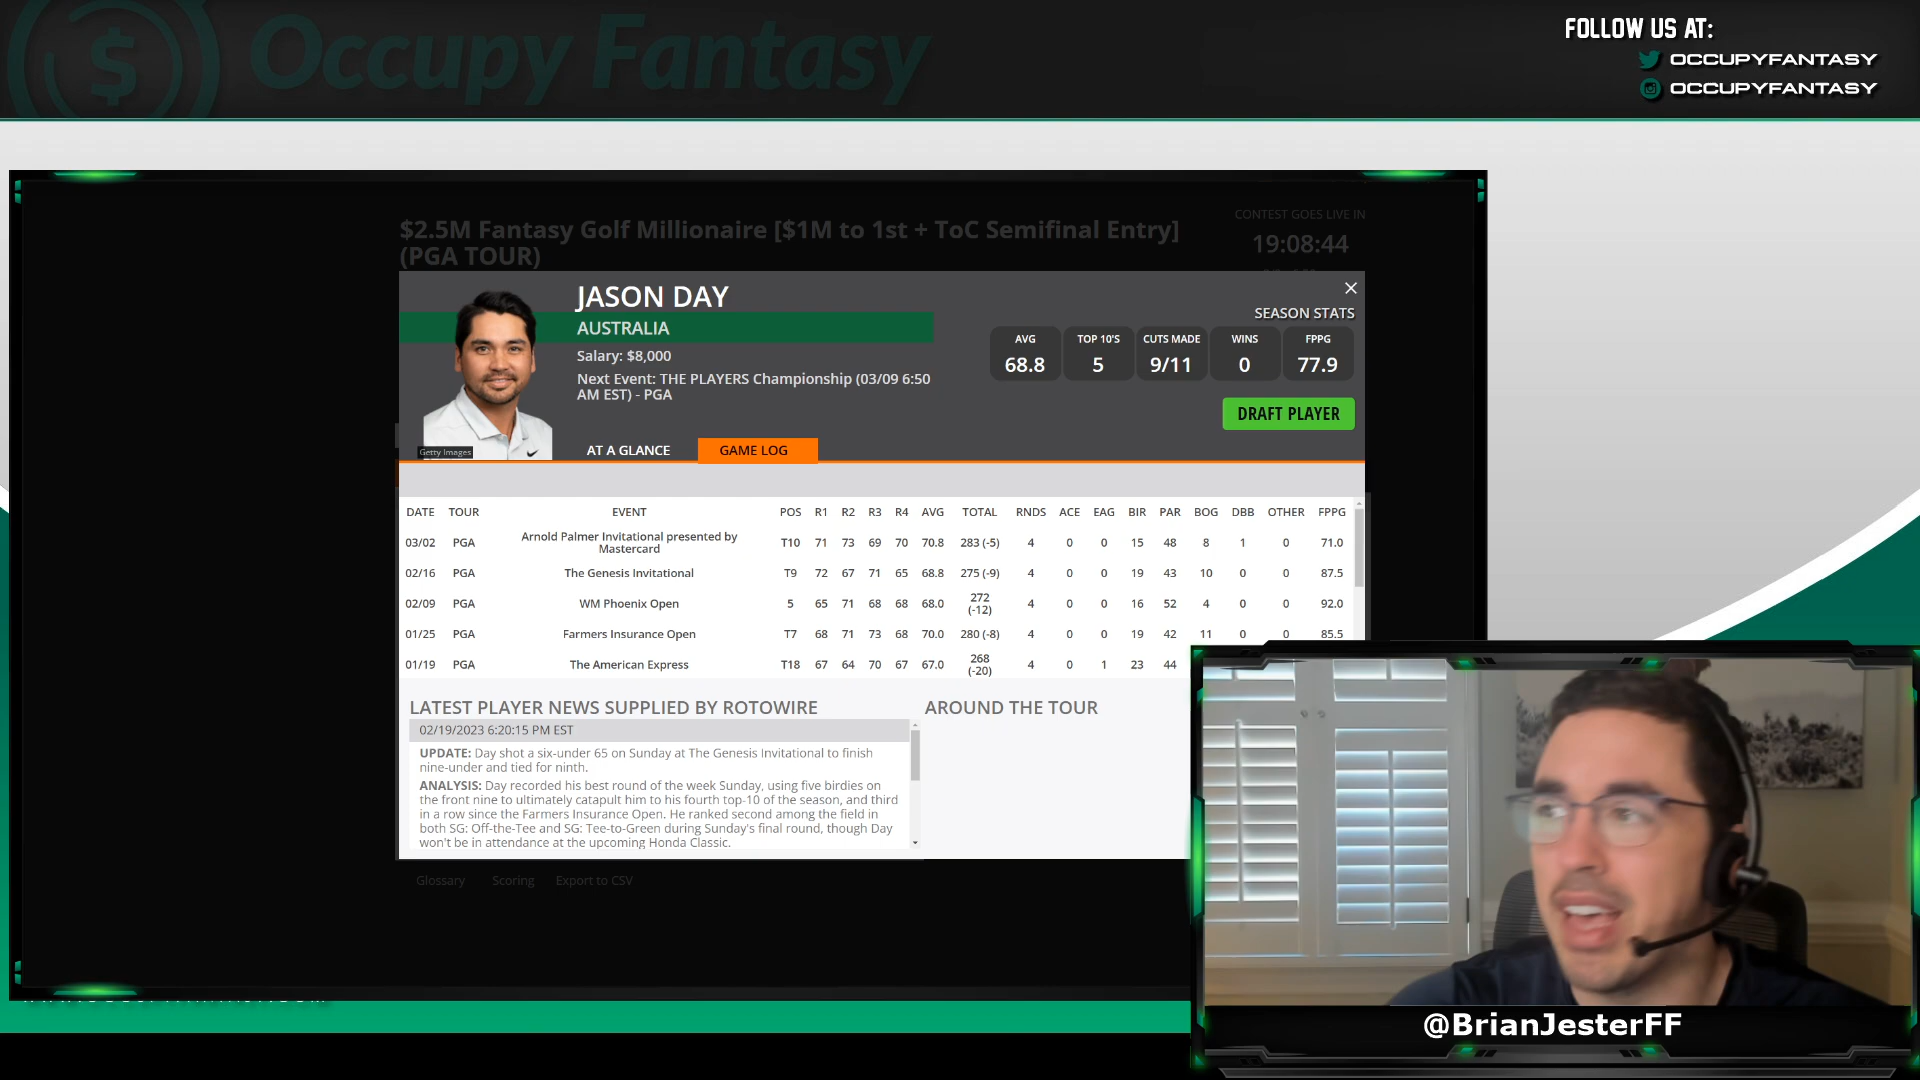 Occupy Fantasy
FOLLOW US AT:
OCCUPYFANTASY
OCCUPYFANTASY
$2.5M Fantasy Golf Millionaire [$1M to 1st + ToC Semifinal Entry]
(PGA TOUR)
CONTEST GOES LIVE IN
19:08:44
JASON DAY
AUSTRALIA
Salary: $8,000
Next Event: THE PLAYERS Championship (03/09 6:50
AM EST) - PGA
Getty Images
SEASON STATS
AVG TOP 10'S CUTS MADE WINS FPPG
68.8 5 9/11 0 77.9
DRAFT PLAYER
AT A GLANCE GAME LOG
DATE TOUR EVENT POS R1 R2 R3 R4 AVG TOTAL RNDS ACE EAG BIR PAR BOG DBB OTHER FPPG
03/02 PGA Arnold Palmer Invitational presented by Mastercard T10 71 73 69 70 70.8 283 (-5) 4 0 0 15 48 8 1 0 71.0
02/16 PGA The Genesis Invitational T9 72 67 71 65 68.8 275 (-9) 4 0 0 19 43 10 0 0 87.5
02/09 PGA WM Phoenix Open 5 65 71 68 68 68.0 272 (-12) 4 0 0 16 52 4 0 0 92.0
01/25 PGA Farmers Insurance Open T7 68 71 73 68 70.0 280 (-8) 4 0 0 19 42 11 0 0 85.5
01/19 PGA The American Express T18 67 64 70 67 67.0 268 (-20) 4 0 1 23 44
LATEST PLAYER NEWS SUPPLIED BY ROTOWIRE
02/19/2023 6:20:15 PM EST
UPDATE: Day shot a six-under 65 on Sunday at The Genesis Invitational to finish
nine-under and tied for ninth.
ANALYSIS: Day recorded his best round of the week Sunday, using five birdies on
the front nine to ultimately catapult him to his fourth top-10 of the season, and third
in a row since the Farmers Insurance Open. He ranked second among the field in
both SG: Off-the-Tee and SG: Tee-to-Green during Sunday's final round, though Day
won't be in attendance at the upcoming Honda Classic.
AROUND THE TOUR
Glossary Scoring Export to CSV
@BrianJesterFF